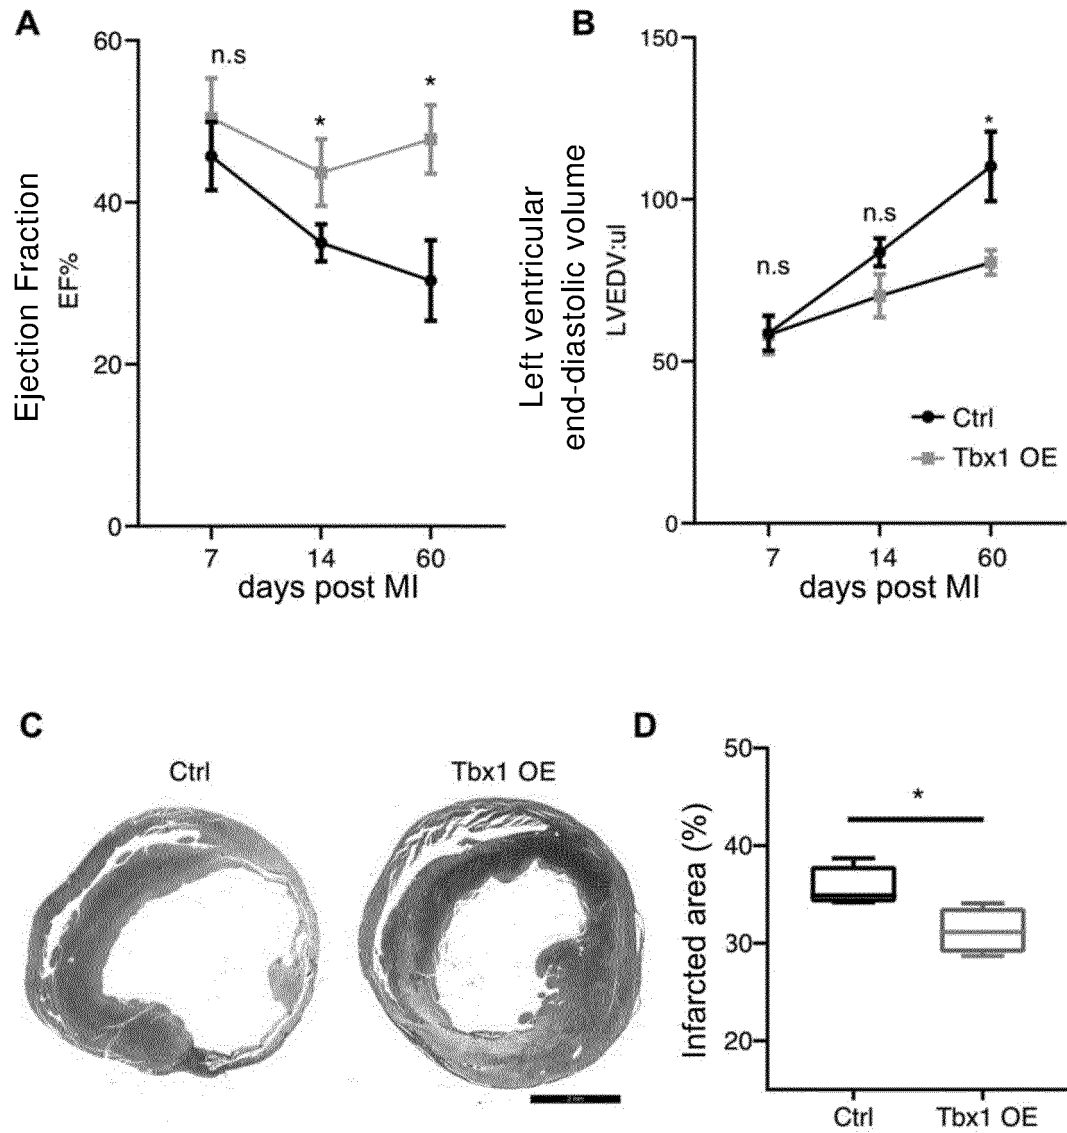 A
60
40
20
0
Ejection Fraction
EF%
n.s
*
*
7 14 60
days post MI
B
150
100
50
0
Left ventricular
end-diastolic volume
LVEDV:ul
n.s
n.s
*
Ctrl
Tbx1 OE
7 14 60
days post MI
C
Ctrl Tbx1 OE
D
50
40
30
20
Infarcted area (%)
*
Ctrl Tbx1 OE